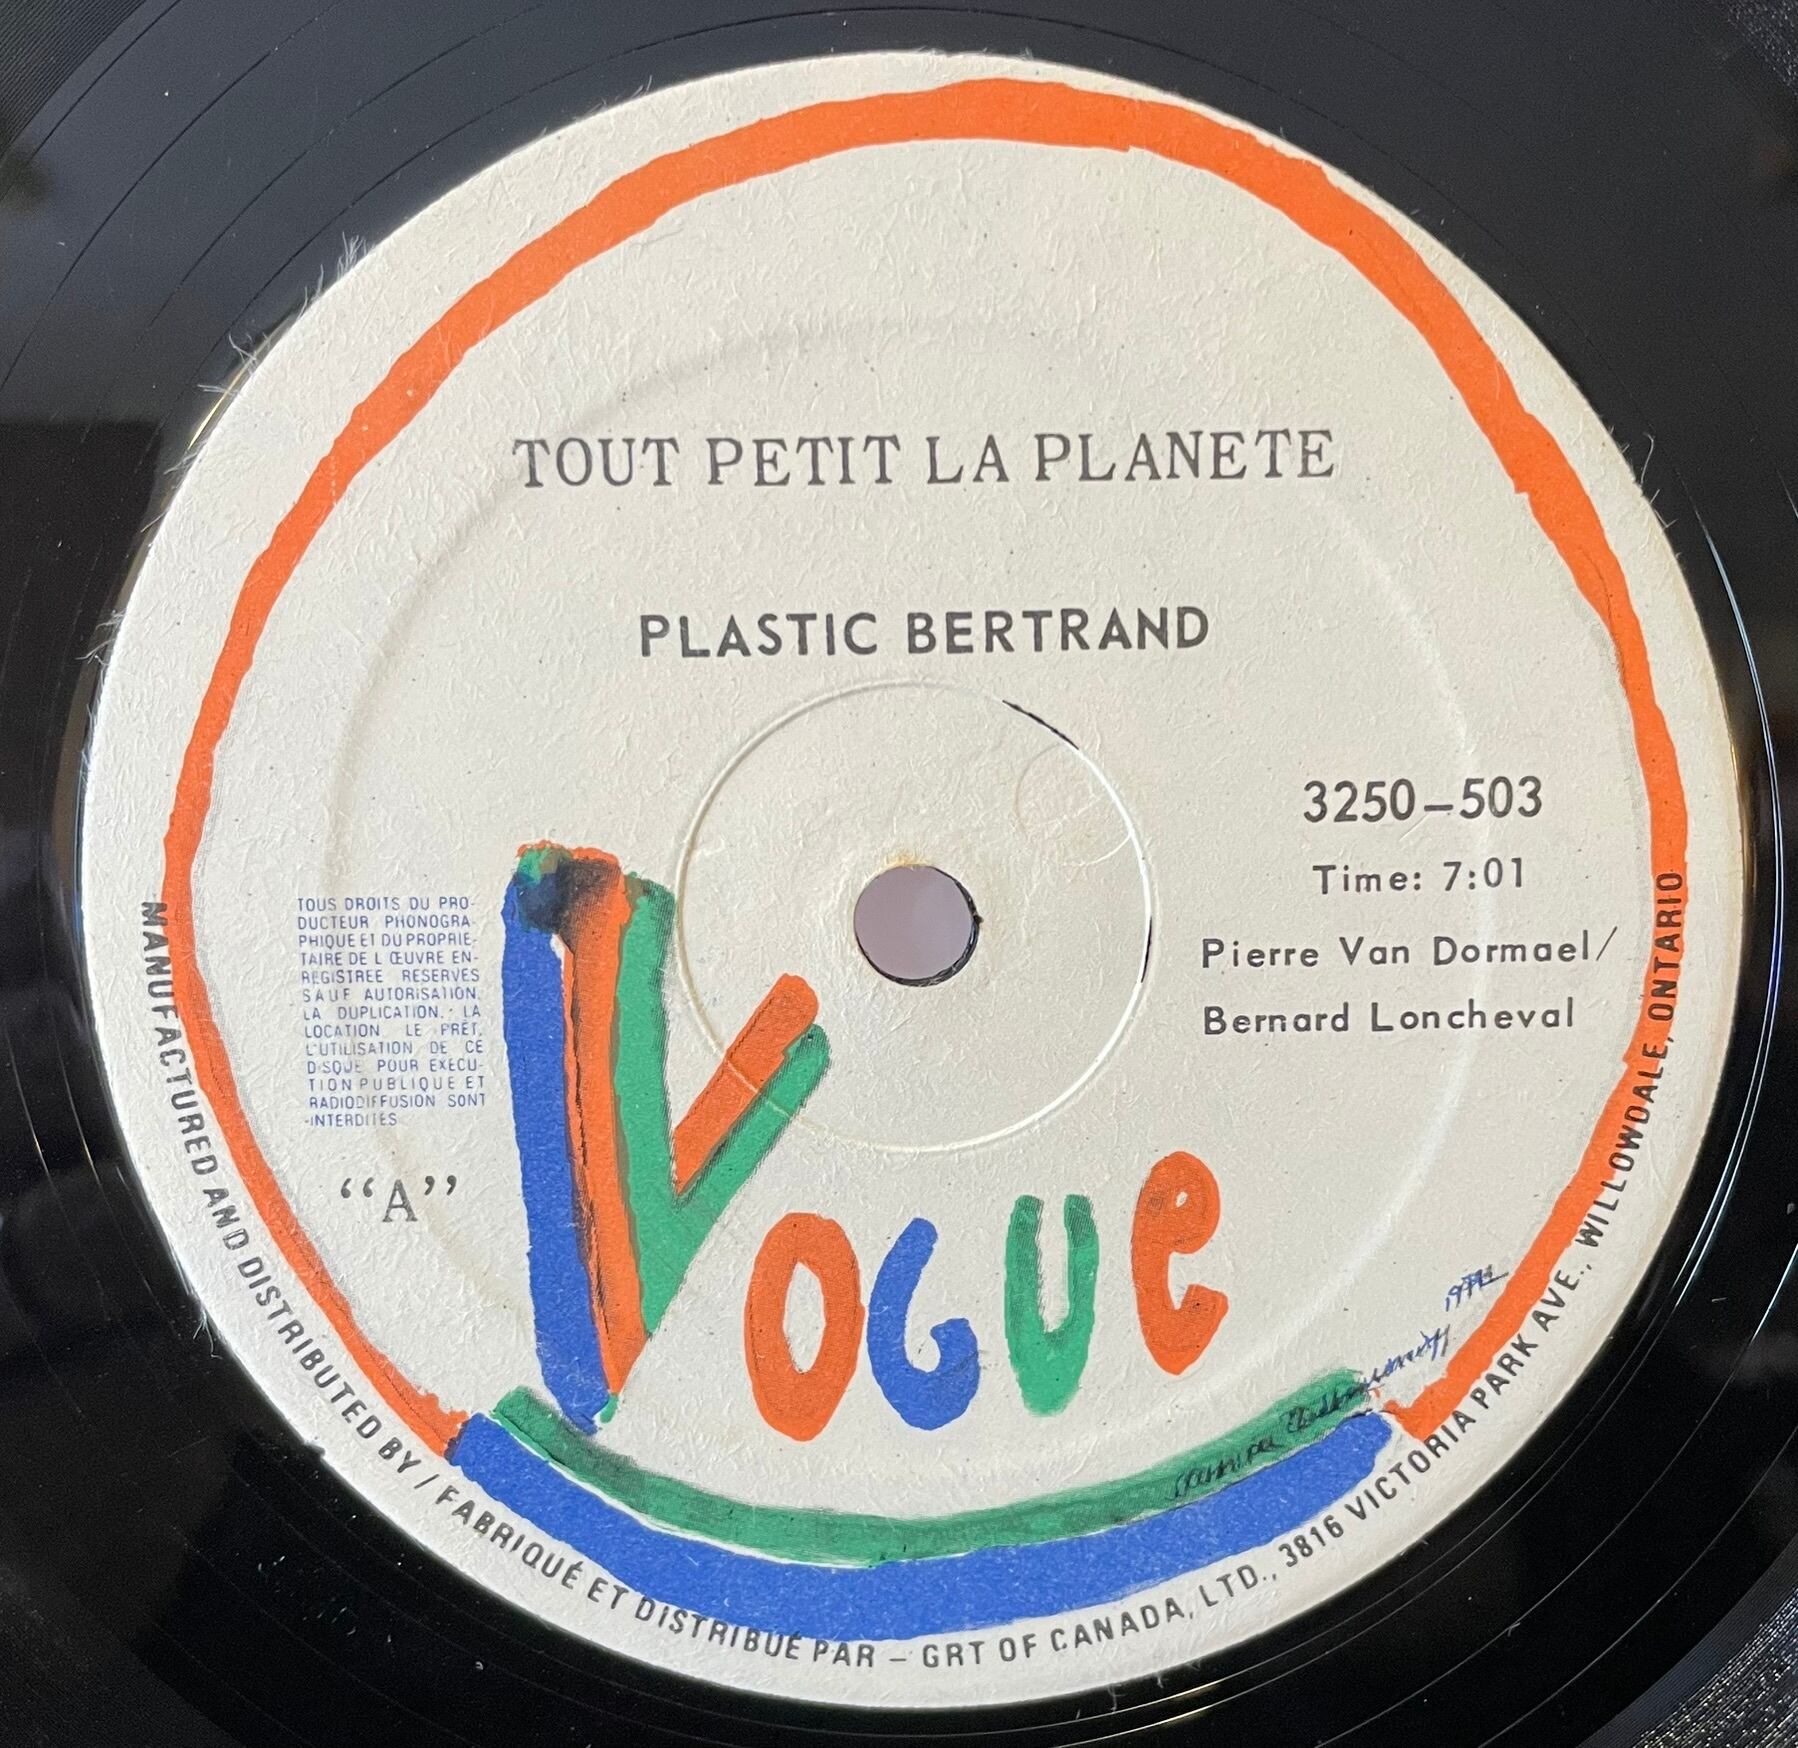 TOUT PETIT LA PLANETE
PLASTIC BERTRAND
3250-503
Time: 7:01
Pierre Van Dormael/
Bernard Loncheval
TOUS DROITS DU PRO-
DUCTEUR PHONOGRA-
PHIQUE ET DU PROPRIE-
TAIRE DE L ŒUVRE EN-
REGISTREE RESERVES
SAUF AUTORISATION,
LA DUPLICATION, LA
LOCATION LE PRÊT,
L'UTILISATION DE CE
DISQUE POUR EXECU-
TION PUBLIQUE ET
RADIODIFFUSION SONT
-INTERDITES
“A”
VOGUE
MANUFACTURED AND DISTRIBUTED BY / FABRIQUÉ ET DISTRIBUÉ PAR – GRT OF CANADA, LTD., 3816 VICTORIA PARK AVE., WILLOWDALE, ONTARIO